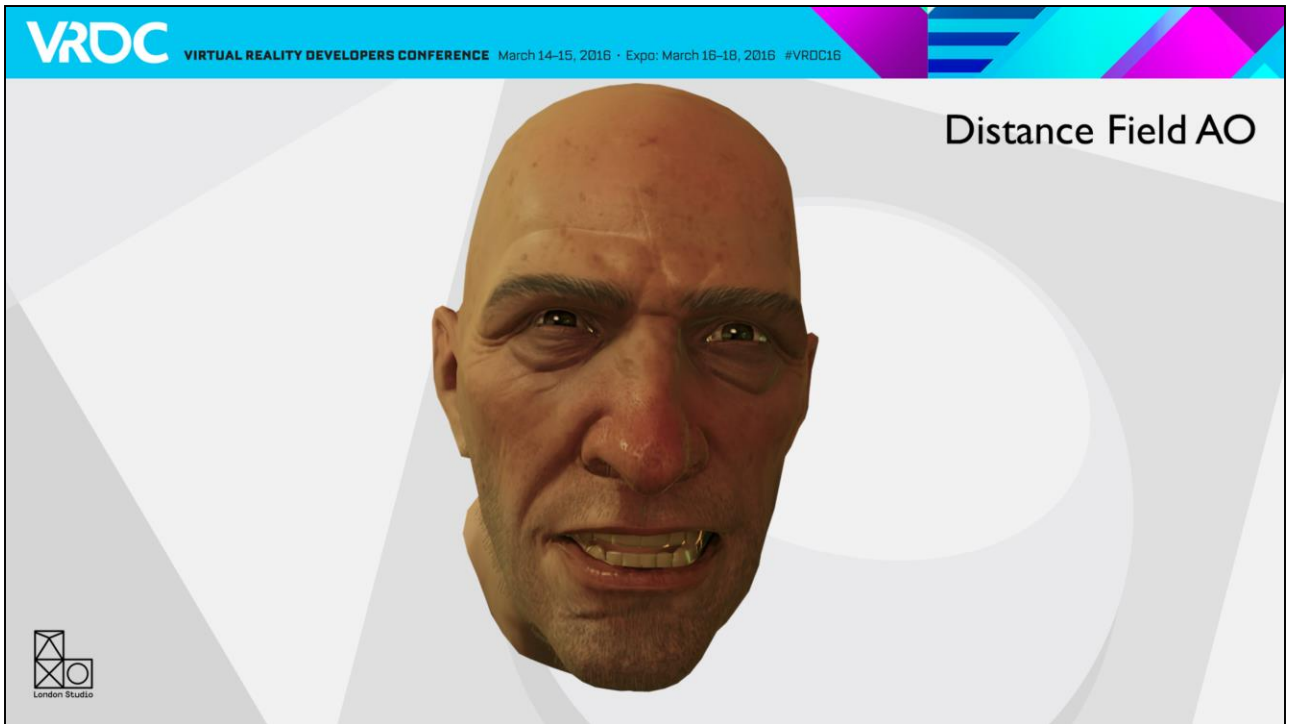 VRDC VIRTUAL REALITY DEVELOPERS CONFERENCE March 14–15, 2016 · Expo: March 16–18, 2016 #VRDC16
Distance Field AO
London Studio